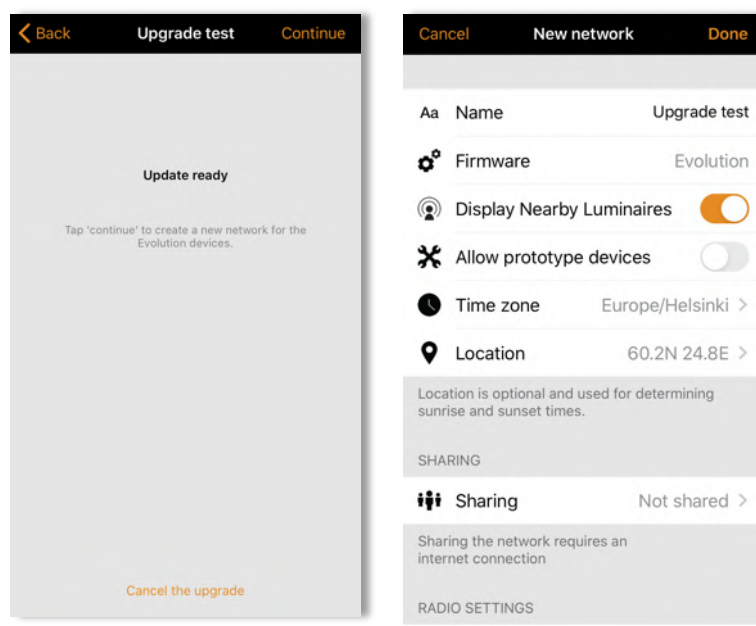 Back
Upgrade test
Continue
Update ready
Tap 'continue' to create a new network for the
Evolution devices.
Cancel the upgrade
Cancel
New network
Done
Aa Name Upgrade test
Firmware Evolution
Display Nearby Luminaires
Allow prototype devices
Time zone Europe/Helsinki >
Location 60.2N 24.8E >
Location is optional and used for determining
sunrise and sunset times.
SHARING
Sharing Not shared >
Sharing the network requires an
internet connection
RADIO SETTINGS